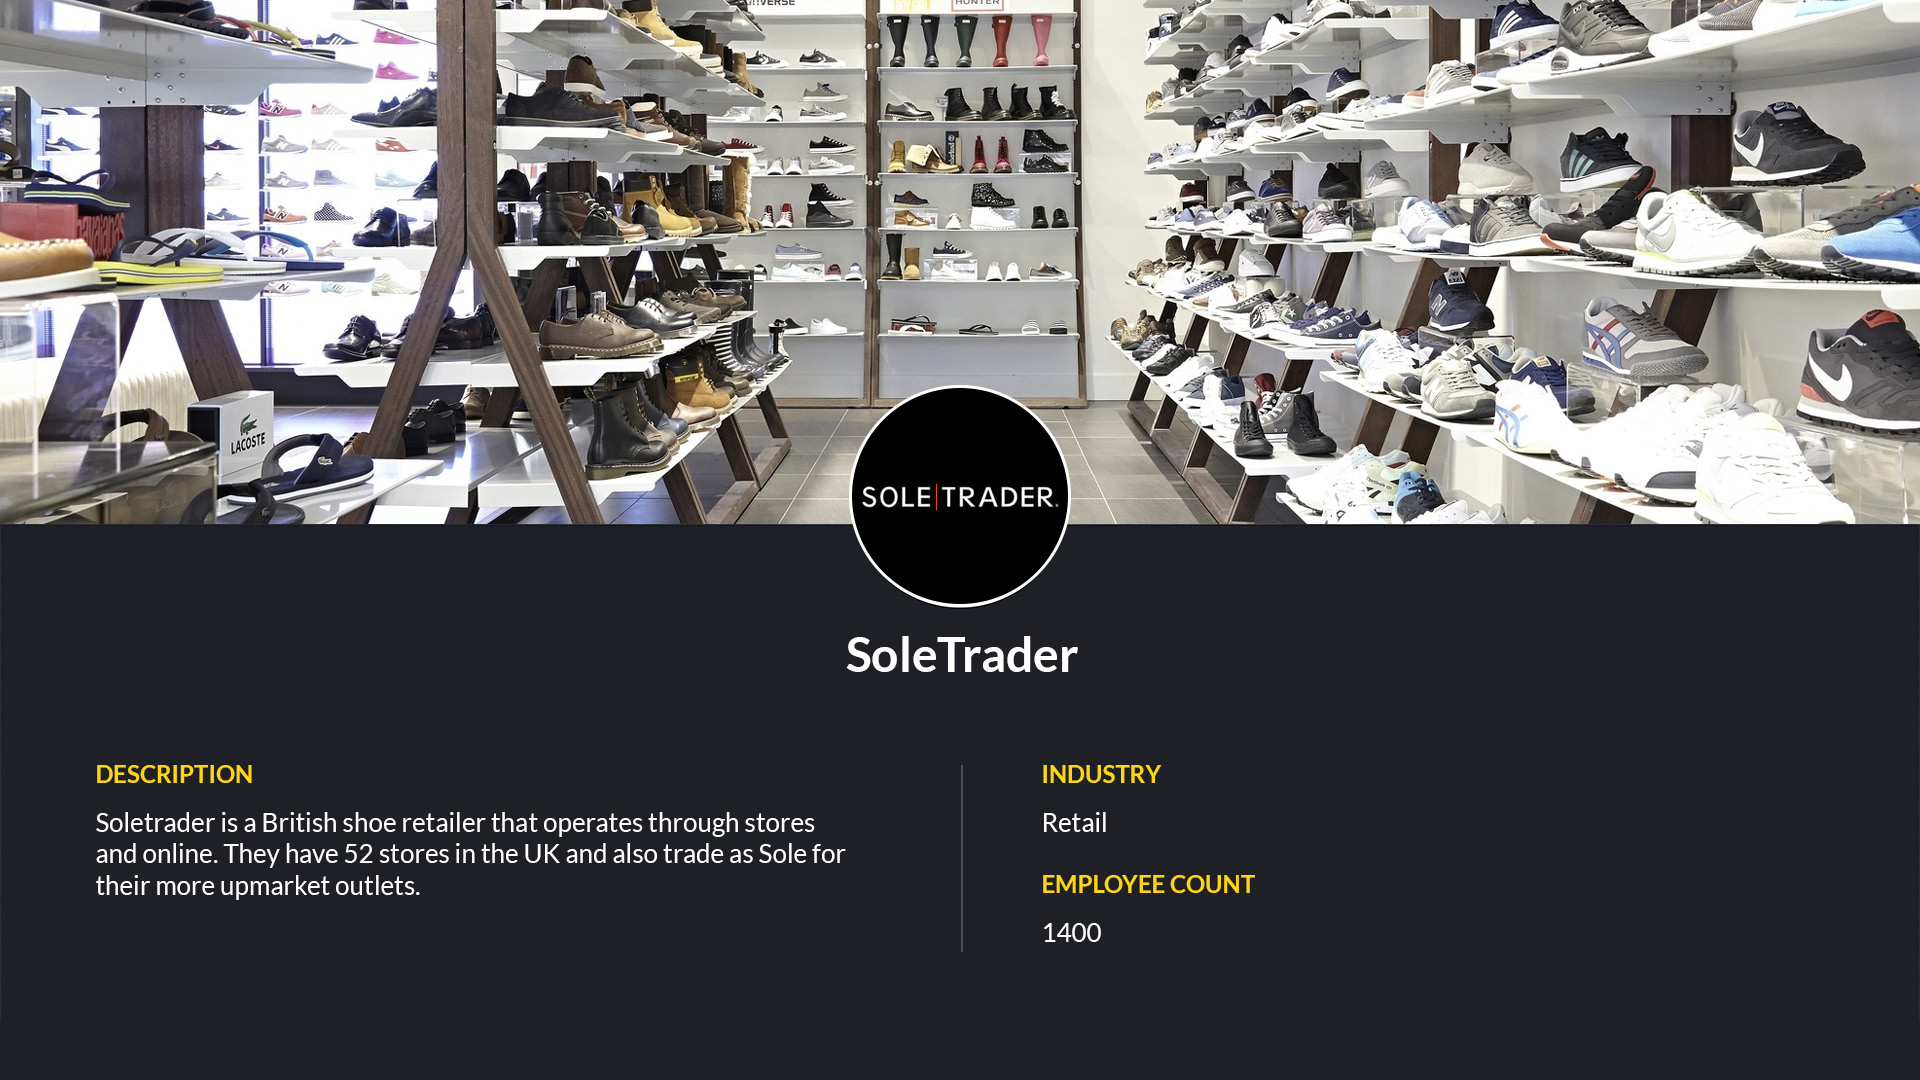 HUNTER
LACOSTE
SOLE|TRADER.
SoleTrader
DESCRIPTION
Soletrader is a British shoe retailer that operates through stores
and online. They have 52 stores in the UK and also trade as Sole for
their more upmarket outlets.
INDUSTRY
Retail
EMPLOYEE COUNT
1400